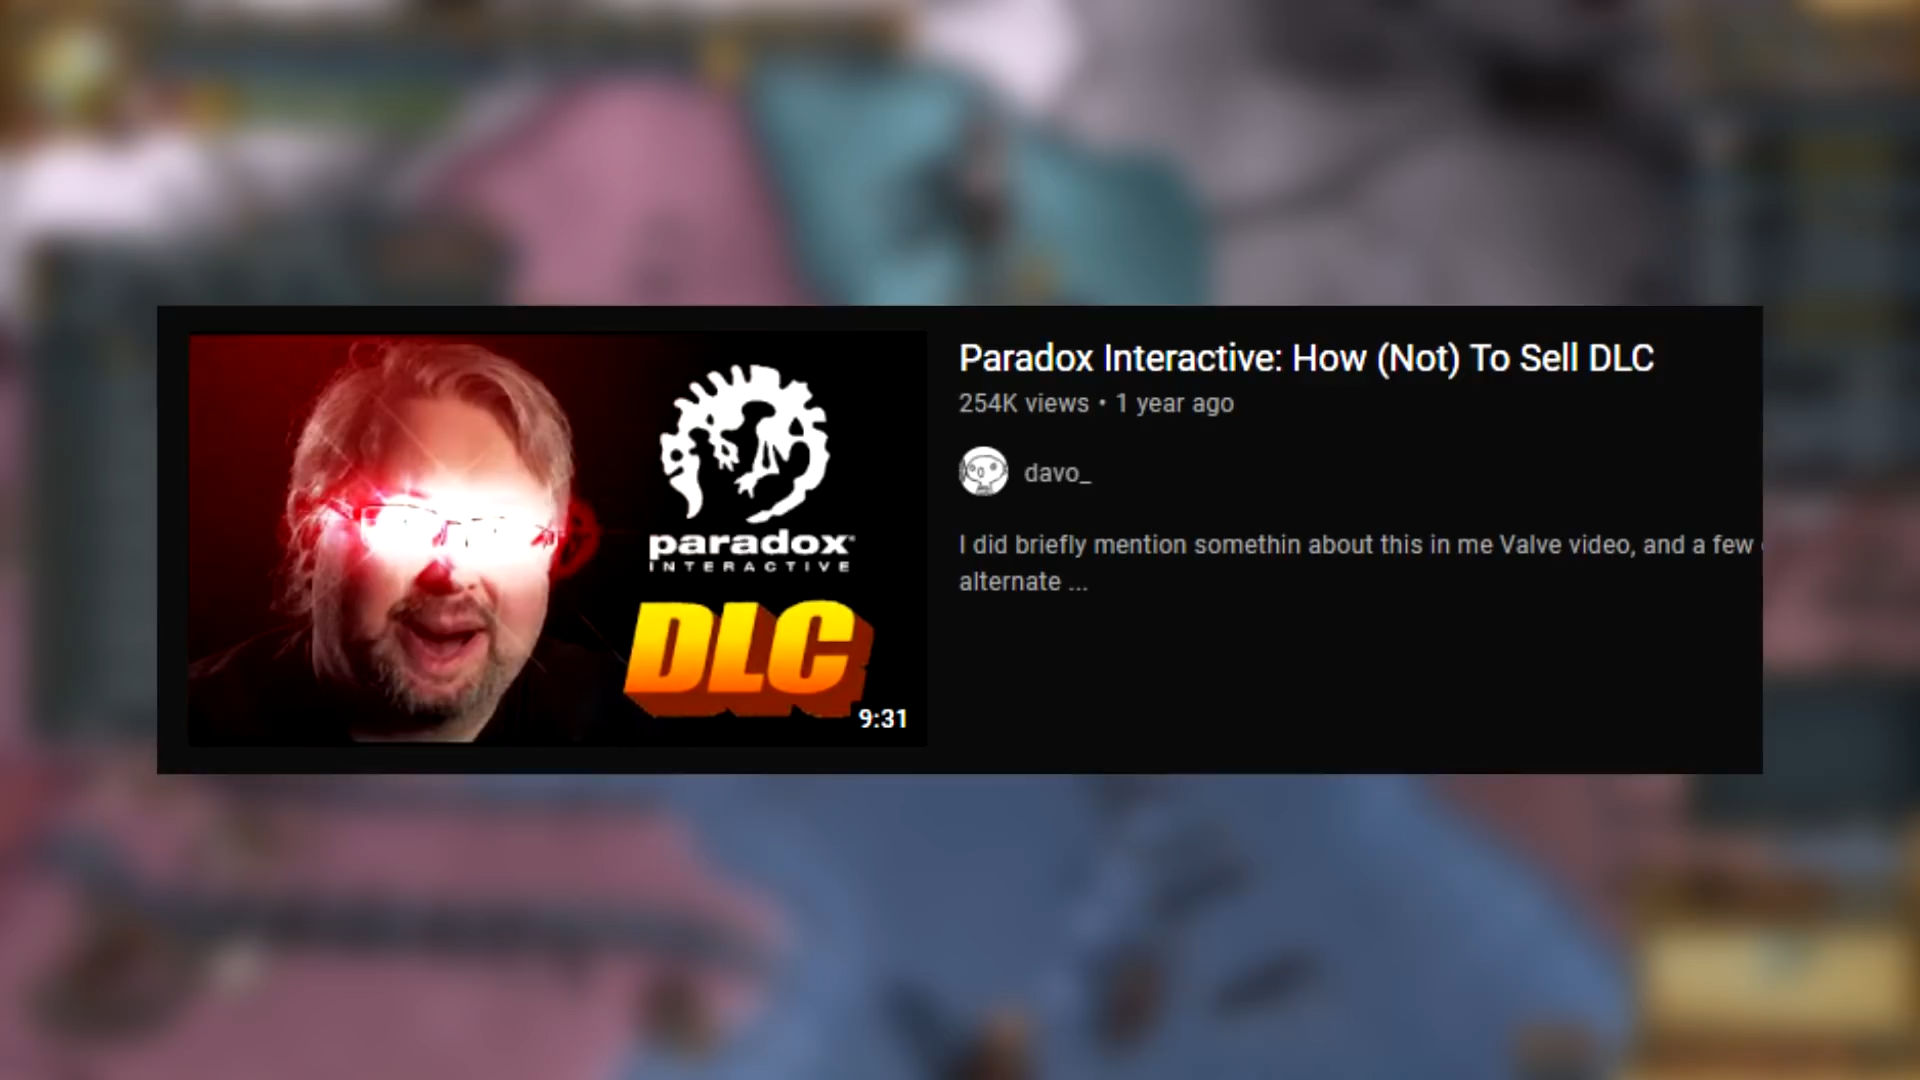 paradox
INTERACTIVE
DLC
9:31
Paradox Interactive: How (Not) To Sell DLC
254K views • 1 year ago
davo_
I did briefly mention somethin about this in me Valve video, and a few
alternate ...